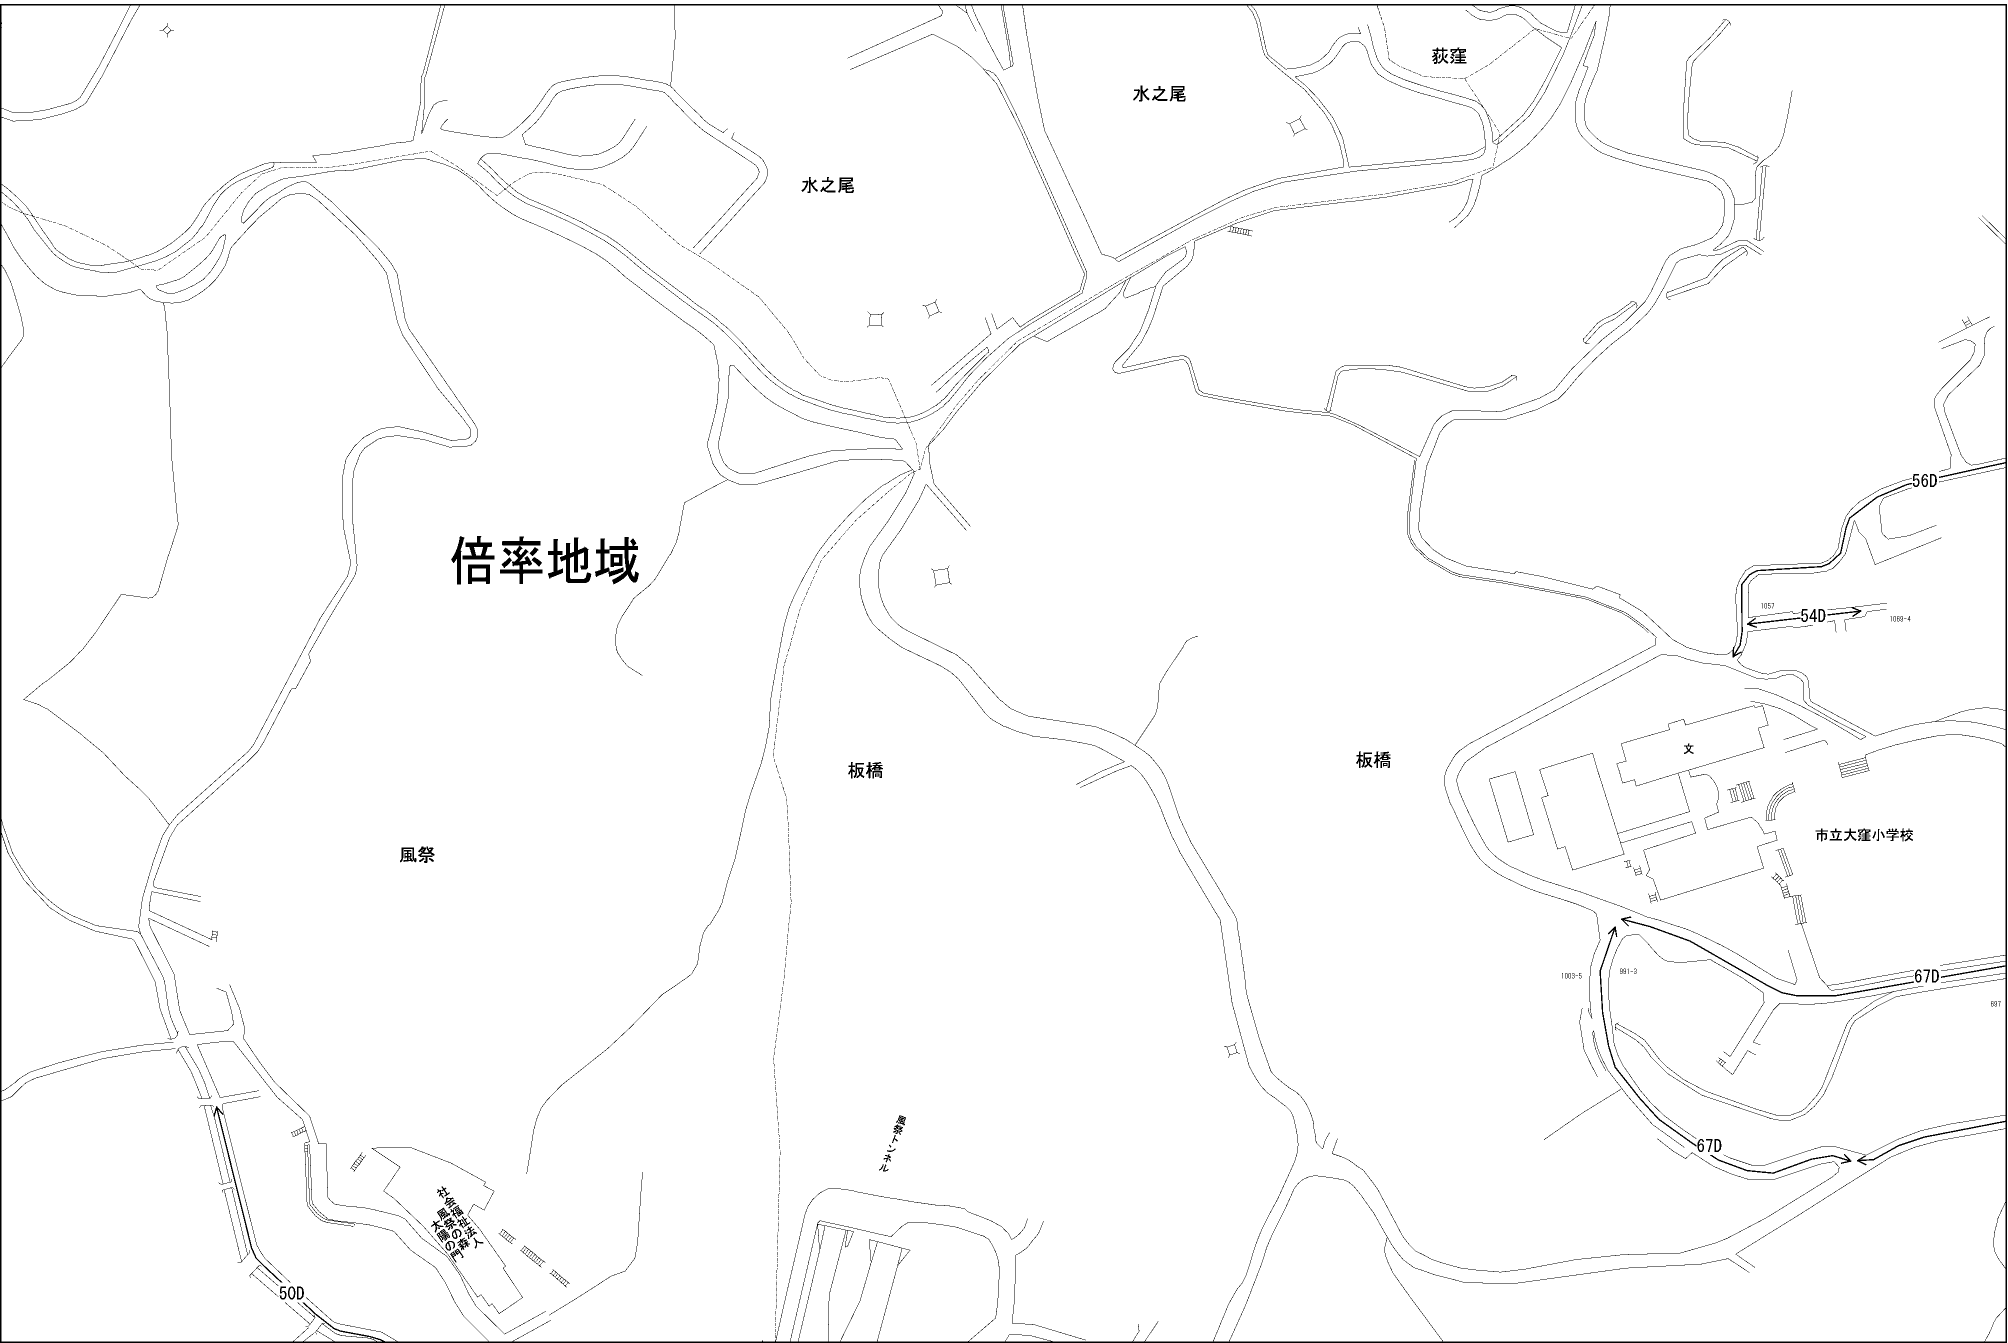 荻窪
水之尾
水之尾
56D
倍率地域
1057
54D
1069-4
文
板橋
板橋
市立大窪小学校
風祭
1003-5
991-3
67D
697
風祭トンネル
67D
社会福祉法人
風祭の森
太陽の門
50D